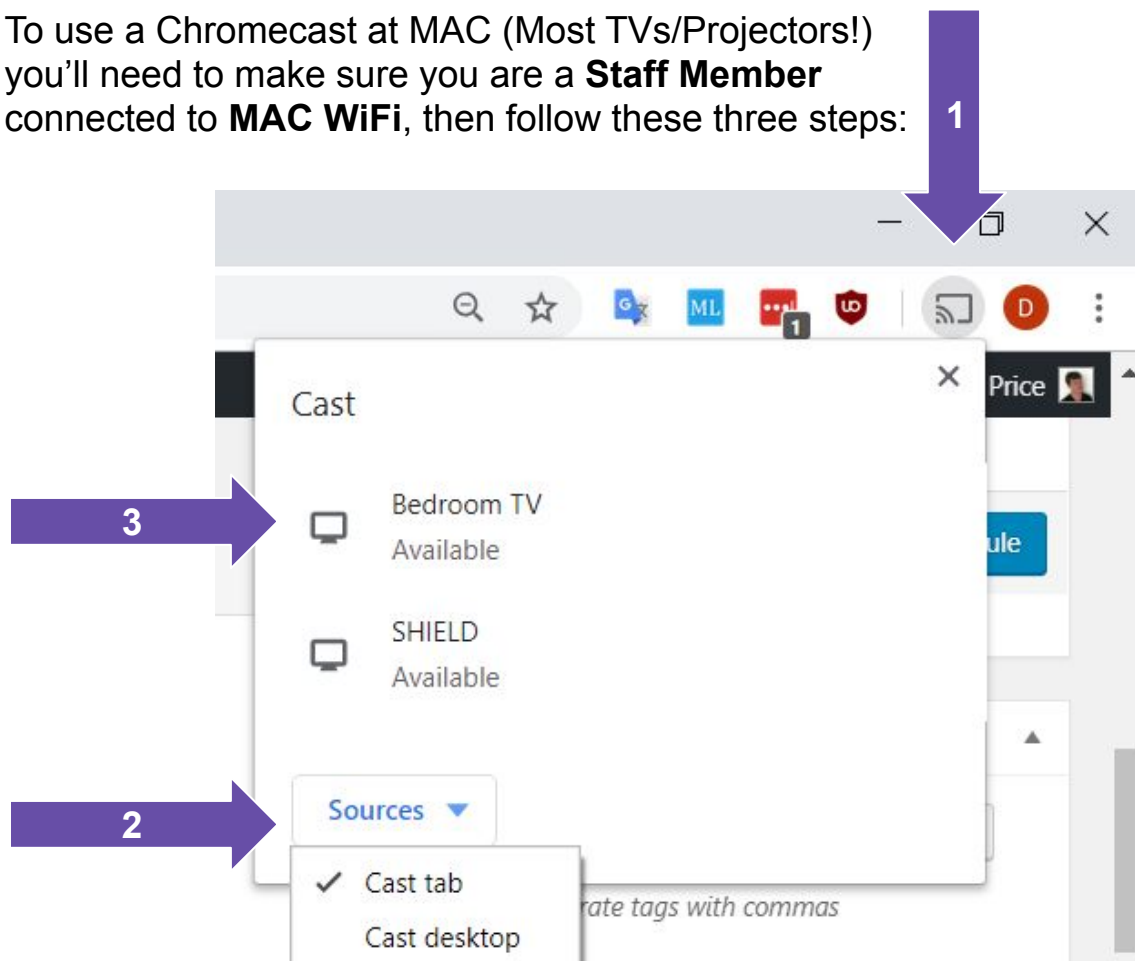 To use a Chromecast at MAC (Most TVs/Projectors!)
you’ll need to make sure you are a Staff Member
connected to MAC WiFi, then follow these three steps:
1
G
ML
1
D
Cast
Price
3
Bedroom TV
Available
ule
SHIELD
Available
2
Sources
Cast tab
rate tags with commas
Cast desktop